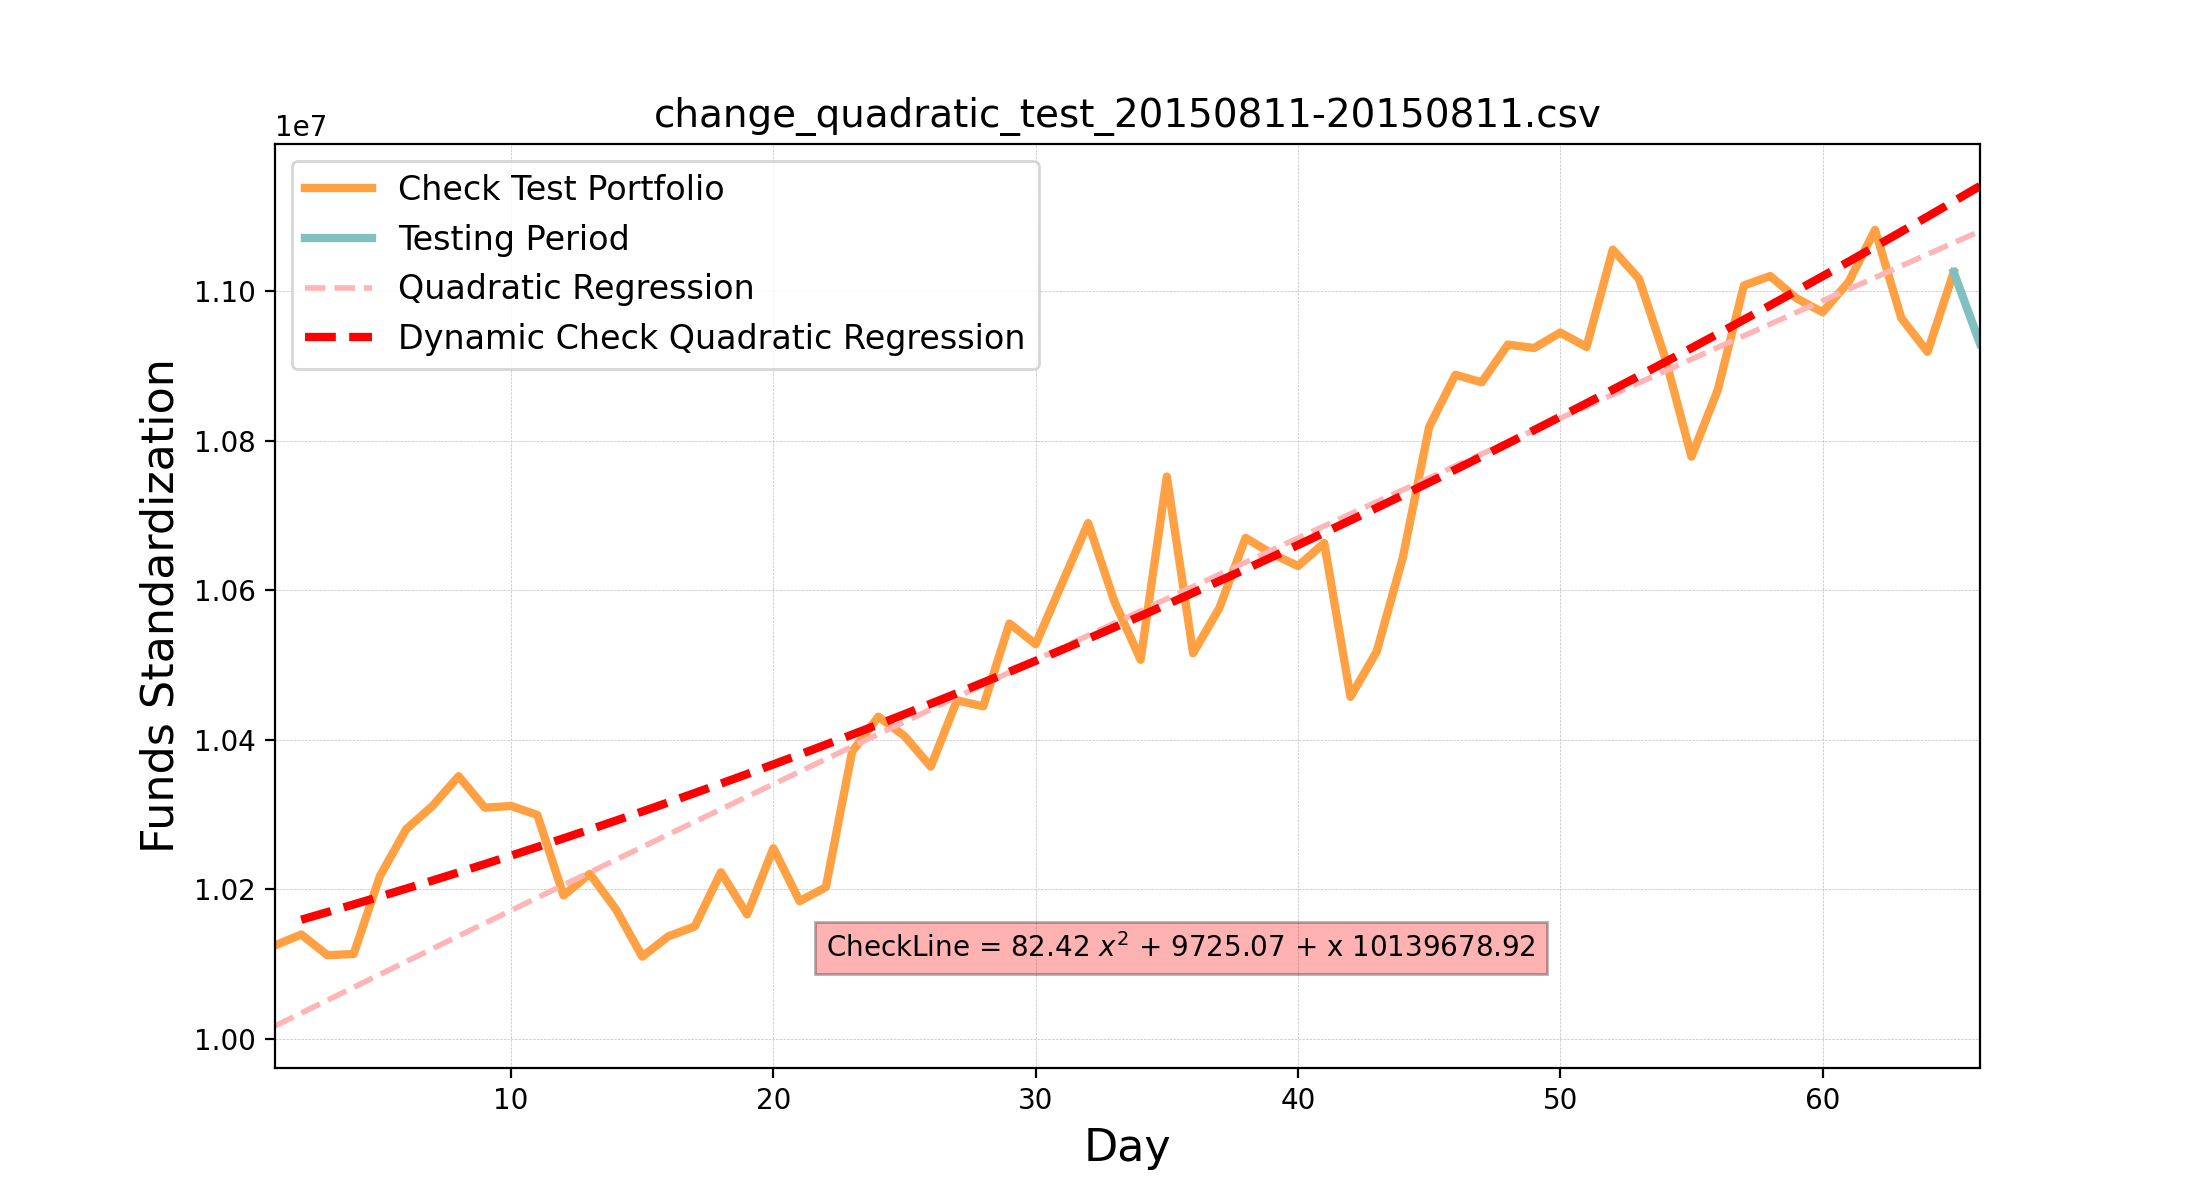 change_quadratic_test_20150811-20150811.csv
1e7
Check Test Portfolio
Testing Period
Quadratic Regression
Dynamic Check Quadratic Regression
1.10
1.08
1.06
1.04
1.02
1.00
Funds Standardization
CheckLine = 82.42 x² + 9725.07 + x 10139678.92
10 20 30 40 50 60
Day